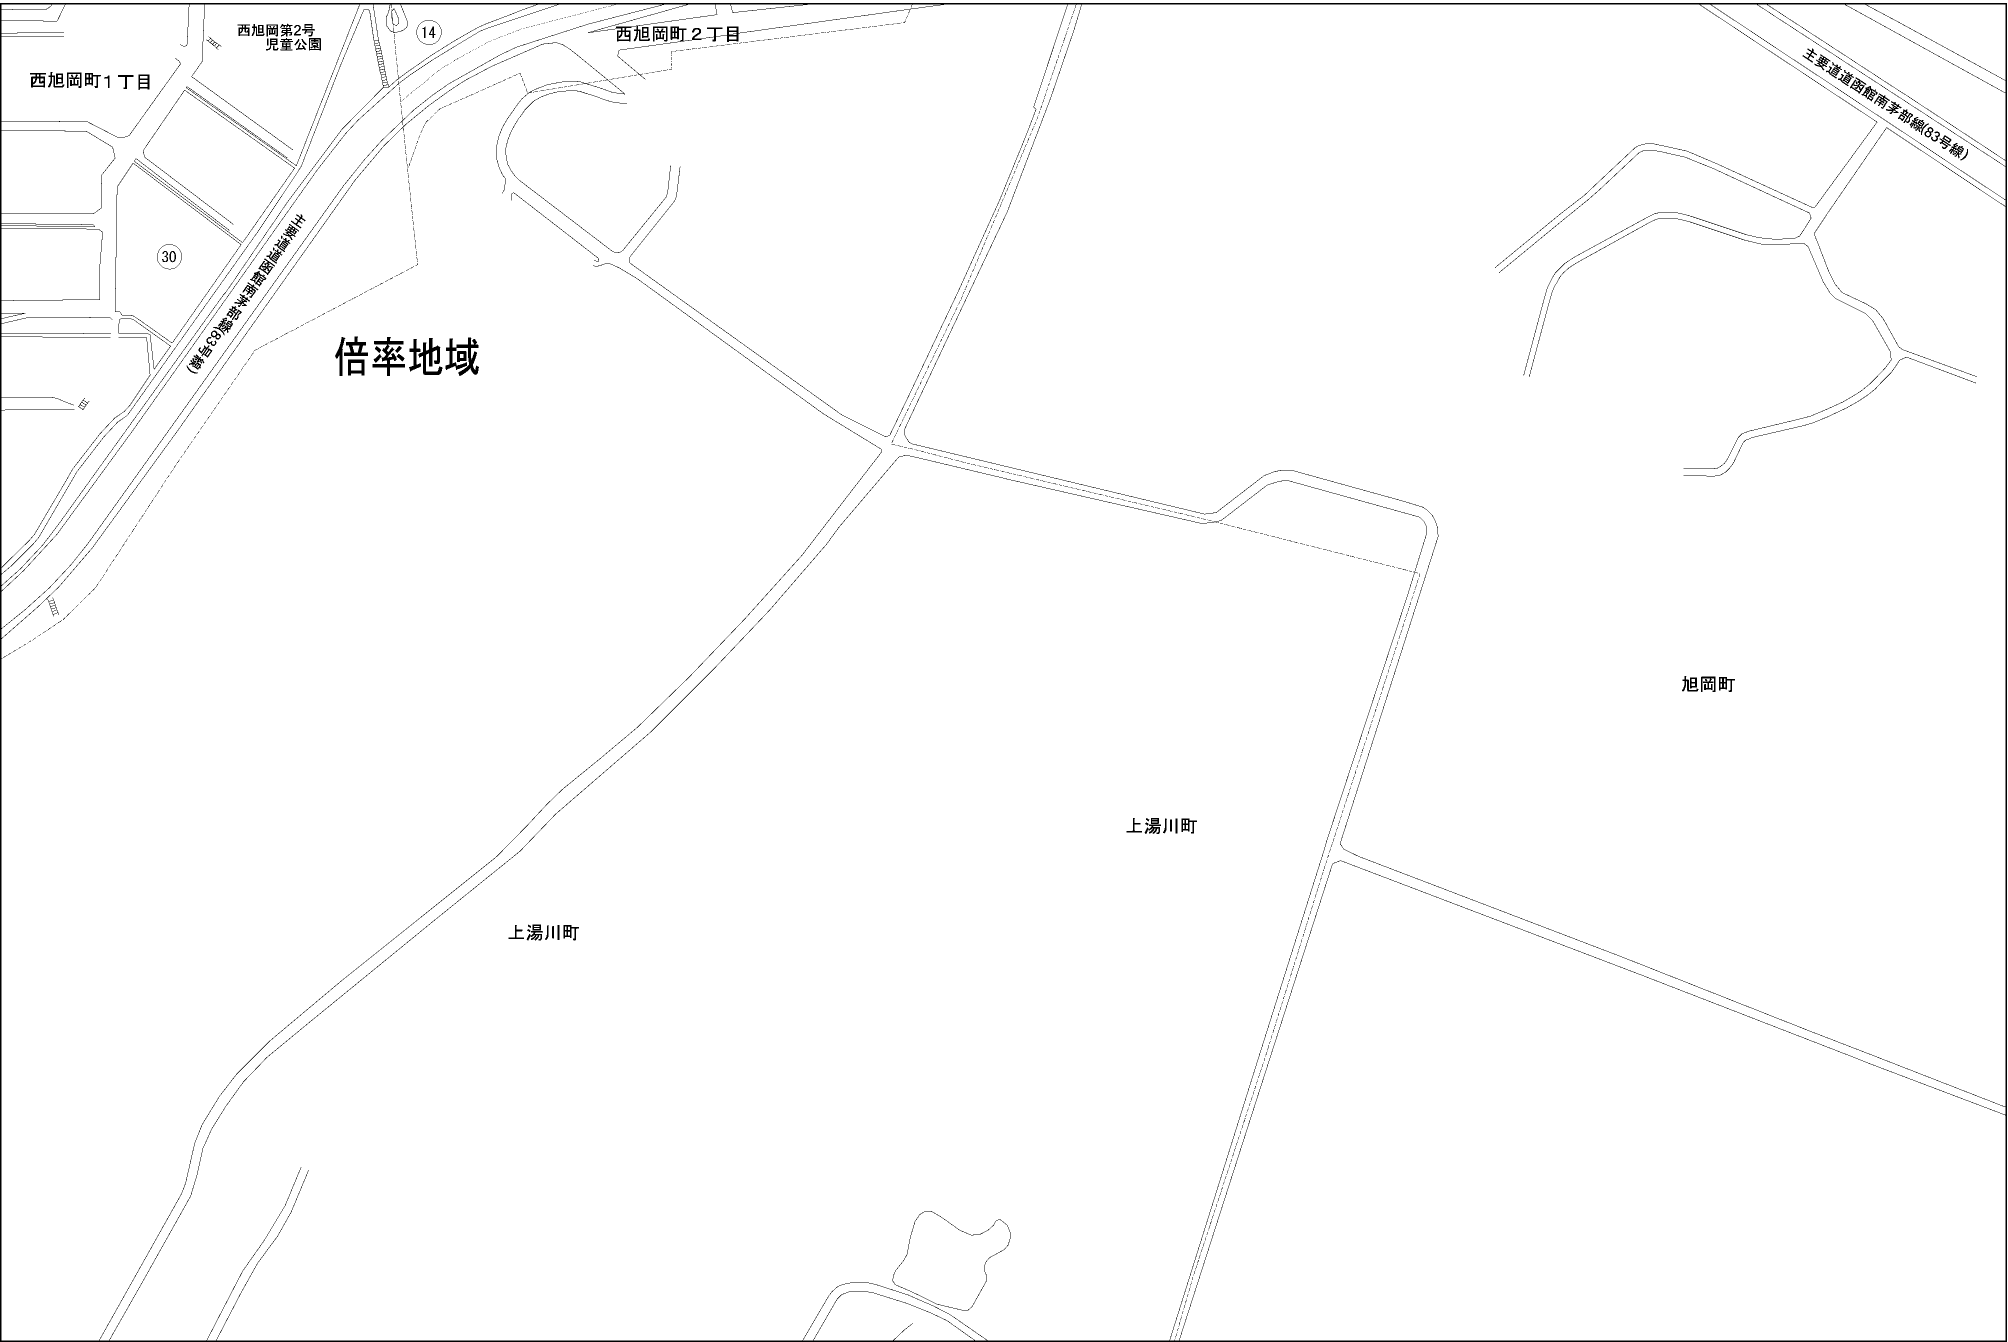 西旭岡第2号
児童公園
14
西旭岡町２丁目
西旭岡町１丁目
主要道道函館南茅部線(83号線)
30
主要道道函館南茅部線(83号線)
倍率地域
旭岡町
上湯川町
上湯川町